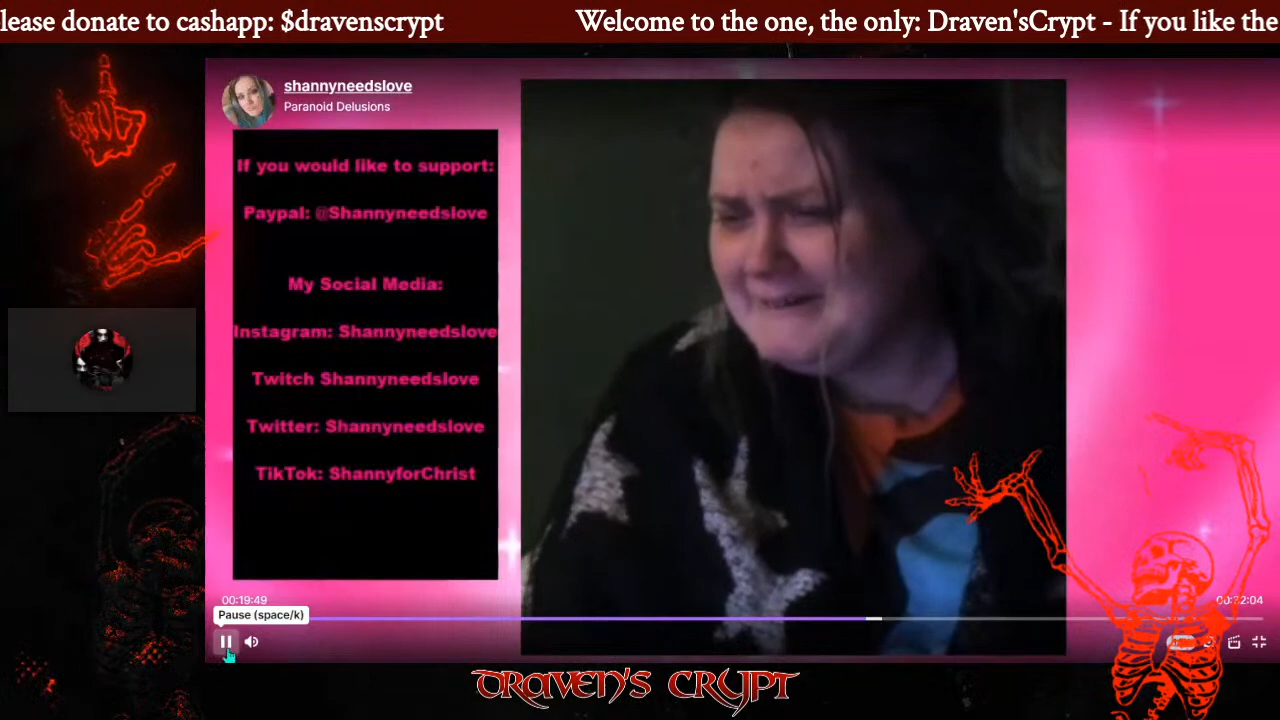 lease donate to cashapp: $dravenscrypt
Welcome to the one, the only: Draven'sCrypt - If you like the
shannyneedslove
Paranoid Delusions
If you would like to support:
Paypal: @Shannyneedslove
My Social Media:
Instagram: Shannyneedslove
Twitch Shannyneedslove
Twitter: Shannyneedslove
TikTok: ShannyforChrist
00:19:49
Pause (space/k)
DRAVEN'S CRYPT